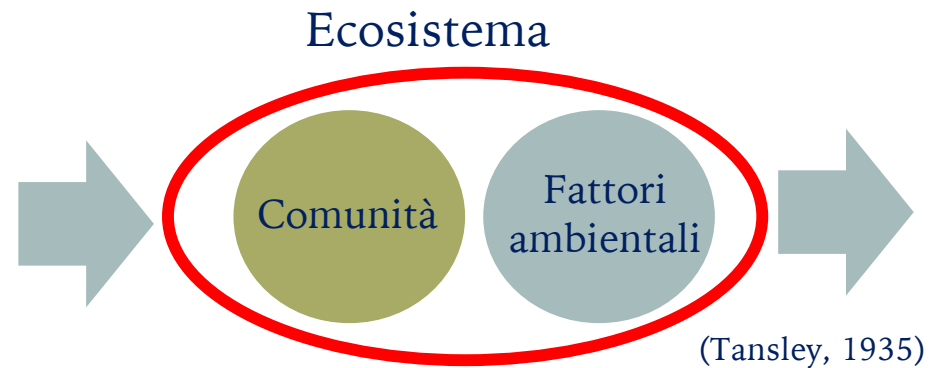 Ecosistema
Comunità
Fattori
ambientali
(Tansley, 1935)